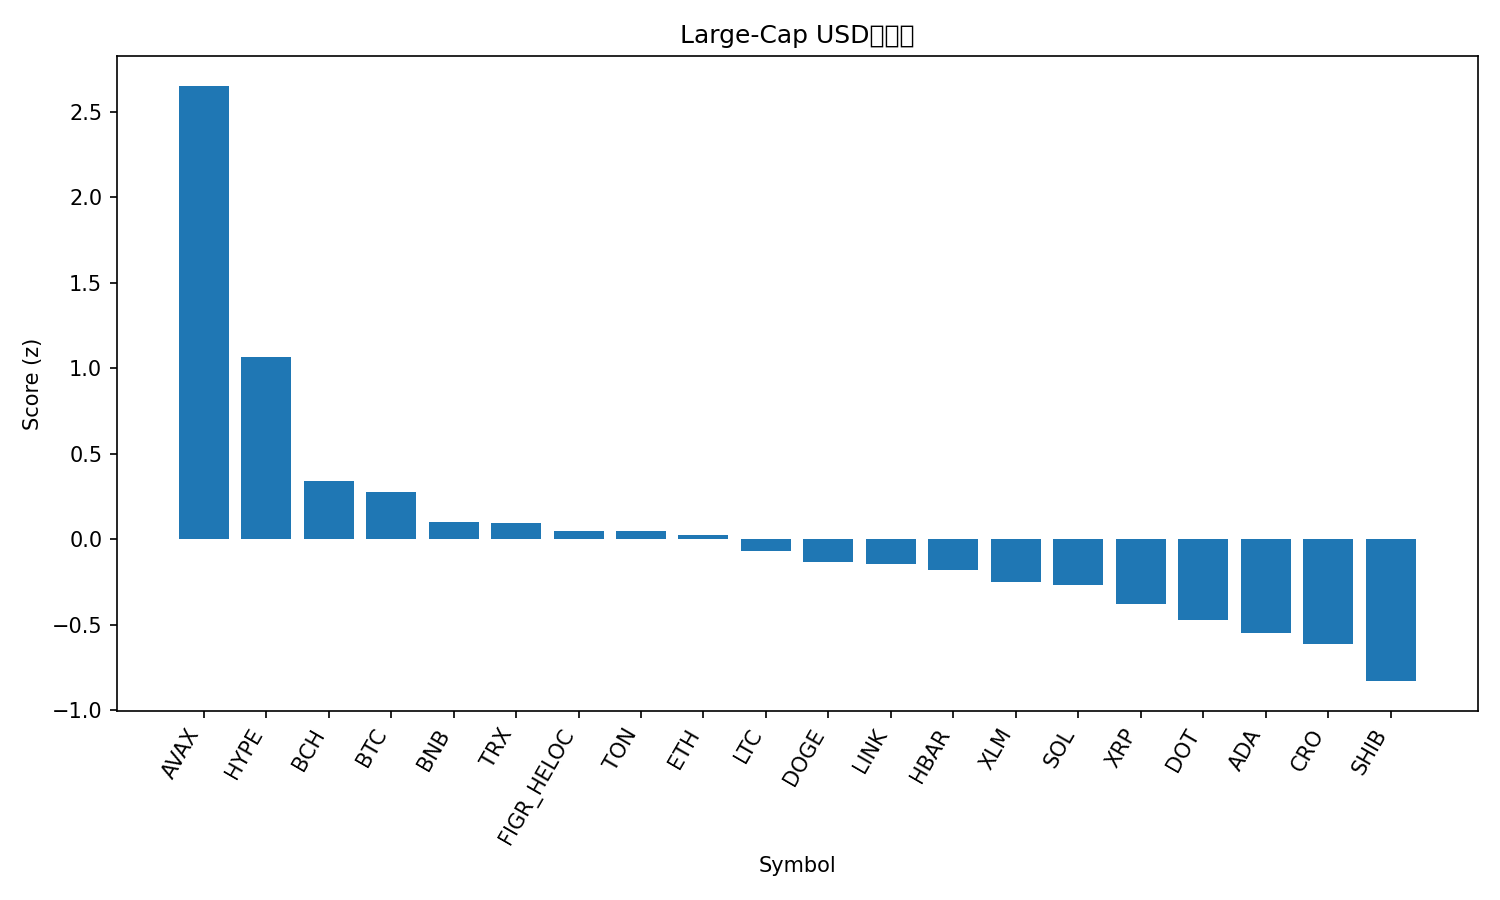 Large-Cap USD
Score (z)
2.5
2.0
1.5
1.0
0.5
0.0
−0.5
−1.0
AVAX
HYPE
BCH
BTC
BNB
TRX
FIGR_HELOC
TON
ETH
LTC
DOGE
LINK
HBAR
XLM
SOL
XRP
DOT
ADA
CRO
SHIB
Symbol